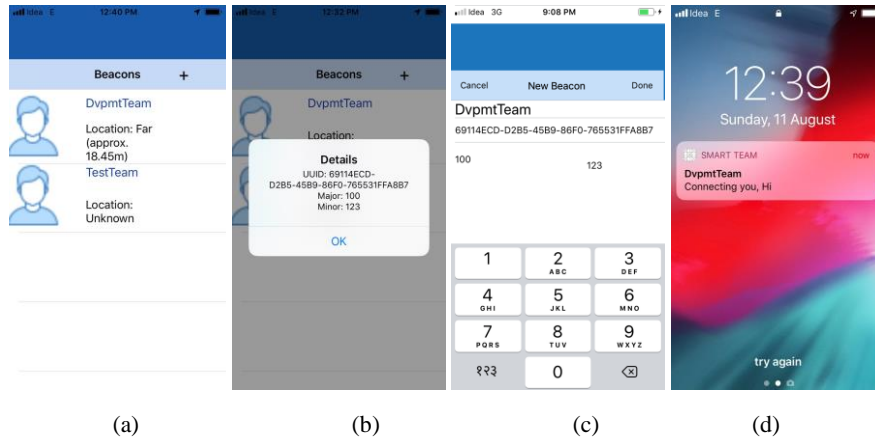 Idea E 12:40 PM
Beacons +
DvpmtTeam
Location: Far
(approx.
18.45m)
TestTeam
Location:
Unknown
(a)
Idea E 12:32 PM
Beacons +
DvpmtTeam
Location:
Details
UUID: 69114ECD-
D2B5-45B9-86F0-765531FFA8B7
Major: 100
Minor: 123
OK
(b)
Idea 3G 9:08 PM
Cancel New Beacon Done
DvpmtTeam
69114ECD-D2B5-45B9-86F0-765531FFA8B7
100 123
1 2 3
ABC DEF
4 5 6
GHI JKL MNO
7 8 9
PQRS TUV WXYZ
१२३ 0
(c)
Idea E
12:39
Sunday, 11 August
SMART TEAM now
DvpmtTeam
Connecting you, Hi
try again
(d)